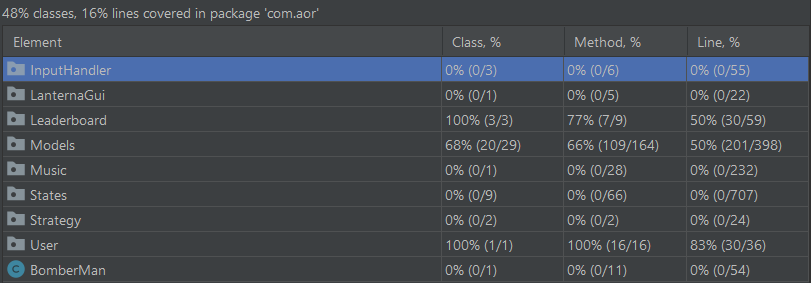 48% classes, 16% lines covered in package 'com.aor'
Element Class, % Method, % Line, %
InputHandler 0% (0/3) 0% (0/6) 0% (0/55)
LanternaGui 0% (0/1) 0% (0/5) 0% (0/22)
Leaderboard 100% (3/3) 77% (7/9) 50% (30/59)
Models 68% (20/29) 66% (109/164) 50% (201/398)
Music 0% (0/1) 0% (0/28) 0% (0/232)
States 0% (0/9) 0% (0/66) 0% (0/707)
Strategy 0% (0/2) 0% (0/2) 0% (0/24)
User 100% (1/1) 100% (16/16) 83% (30/36)
C BomberMan 0% (0/1) 0% (0/11) 0% (0/54)